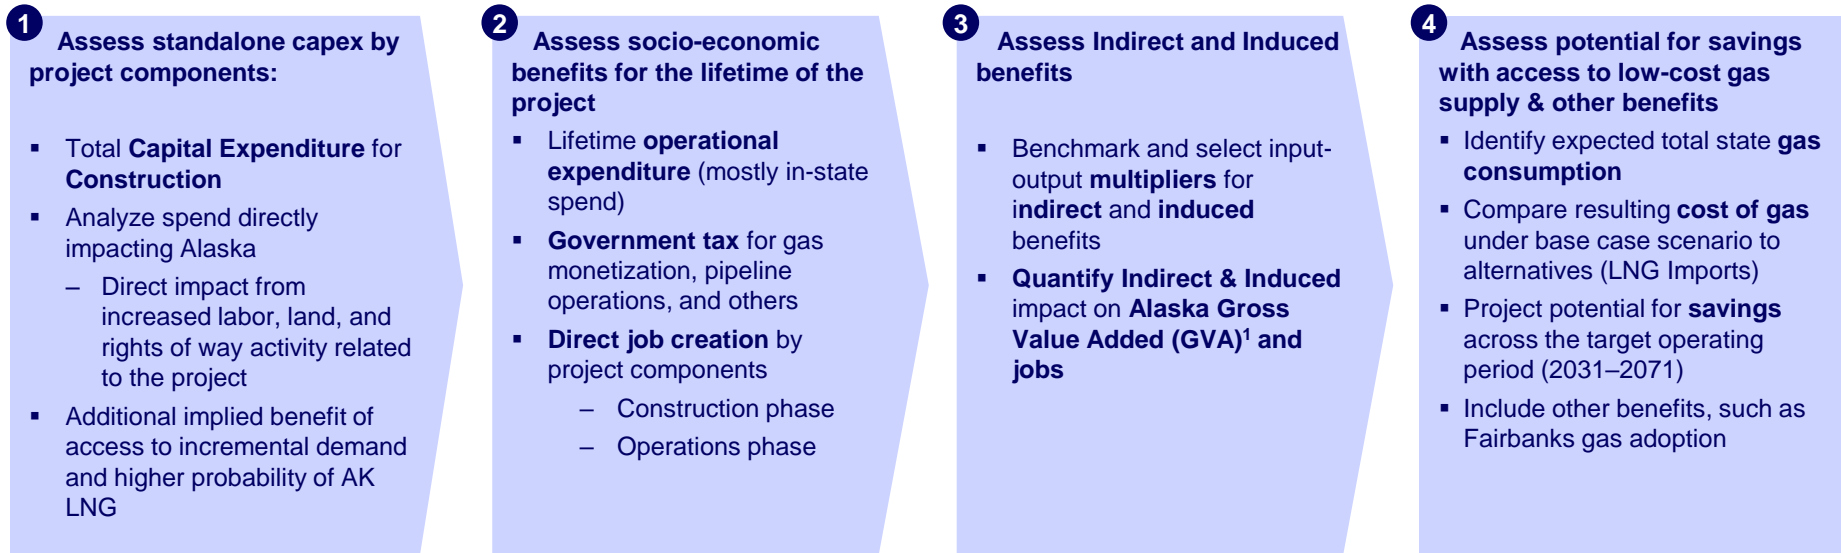 1
Assess standalone capex by
project components:
▪ Total Capital Expenditure for
Construction
▪ Analyze spend directly
impacting Alaska
– Direct impact from
increased labor, land, and
rights of way activity related
to the project
▪ Additional implied benefit of
access to incremental demand
and higher probability of AK
LNG
2
Assess socio-economic
benefits for the lifetime of the
project
▪ Lifetime operational
expenditure (mostly in-state
spend)
▪ Government tax for gas
monetization, pipeline
operations, and others
▪ Direct job creation by
project components
– Construction phase
– Operations phase
3
Assess Indirect and Induced
benefits
▪ Benchmark and select input-
output multipliers for
indirect and induced
benefits
▪ Quantify Indirect & Induced
impact on Alaska Gross
Value Added (GVA)¹ and
jobs
4
Assess potential for savings
with access to low-cost gas
supply & other benefits
▪ Identify expected total state gas
consumption
▪ Compare resulting cost of gas
under base case scenario to
alternatives (LNG Imports)
▪ Project potential for savings
across the target operating
period (2031–2071)
▪ Include other benefits, such as
Fairbanks gas adoption